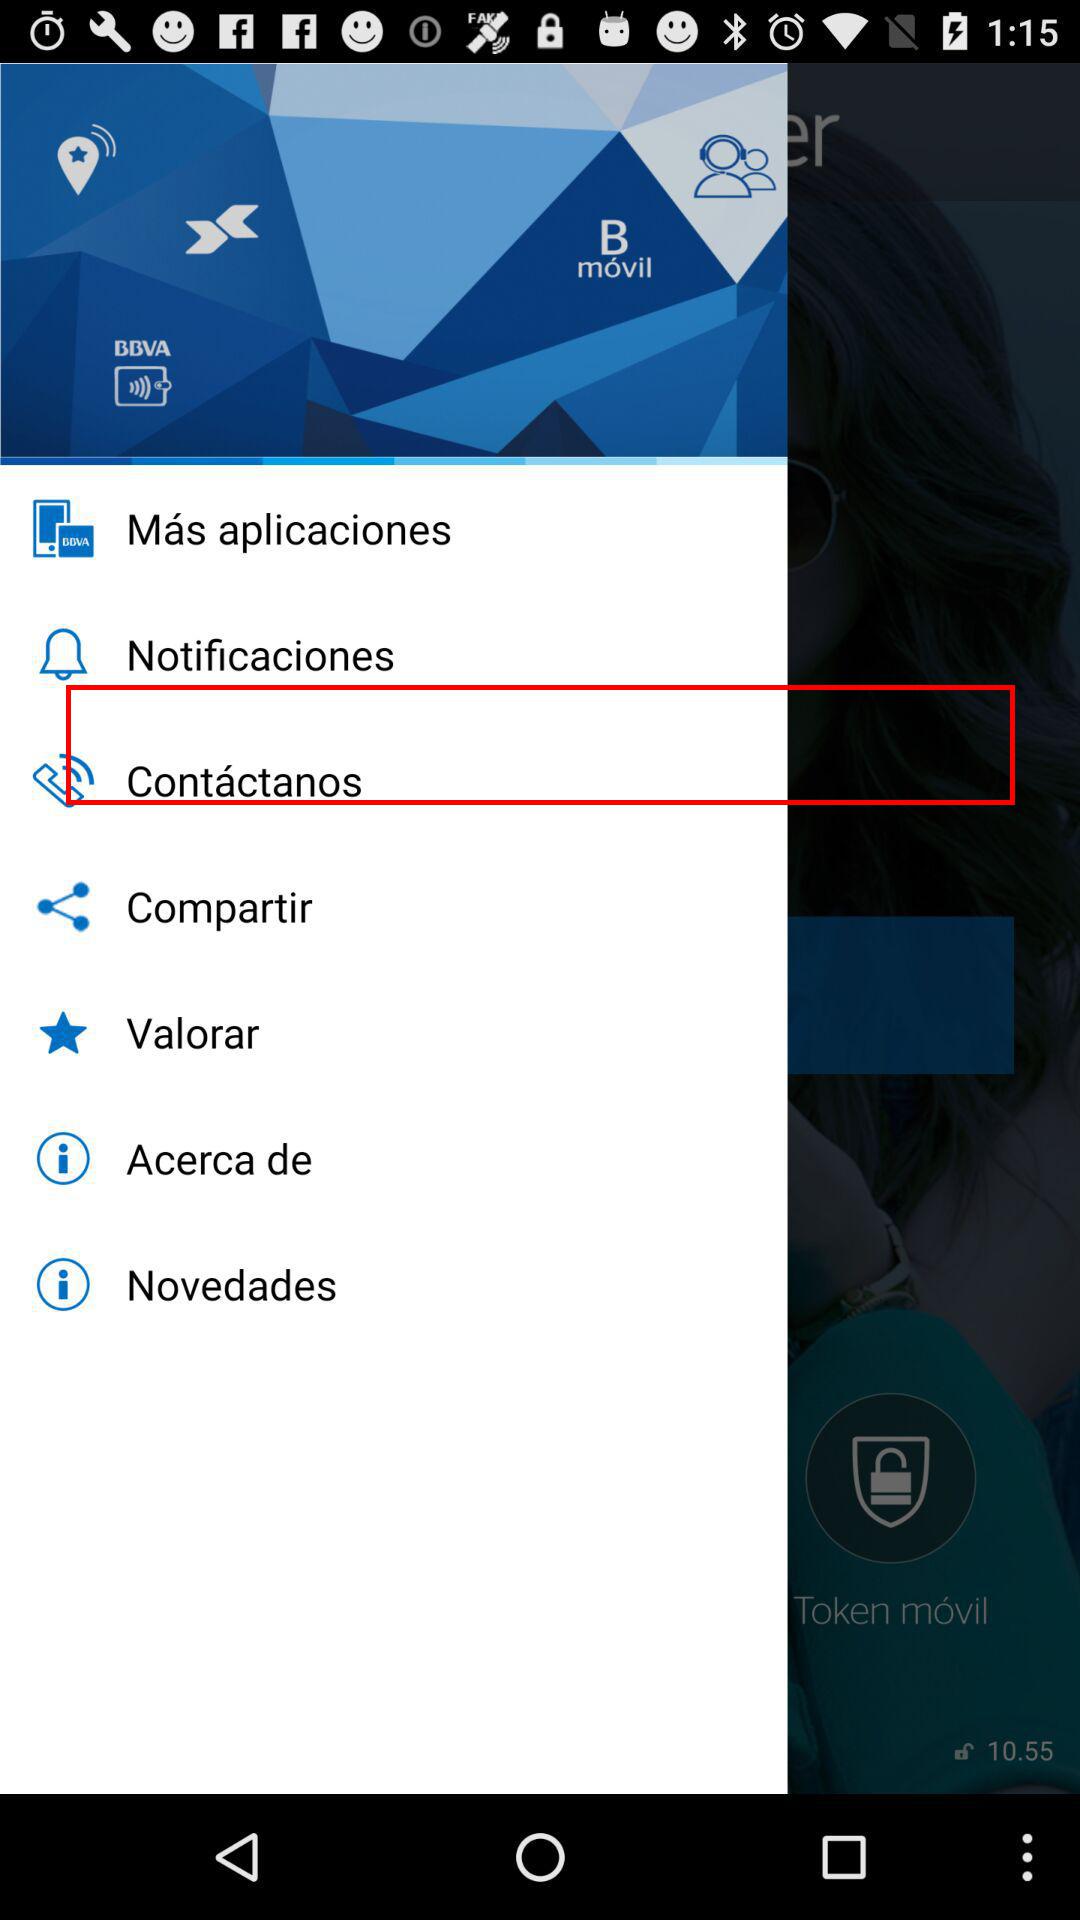 FAKE
1:15
er
B
móvil
BBVA
BBVA
Más aplicaciones
Notificaciones
Contáctanos
Compartir
Valorar
Acerca de
Novedades
Token móvil
10.55